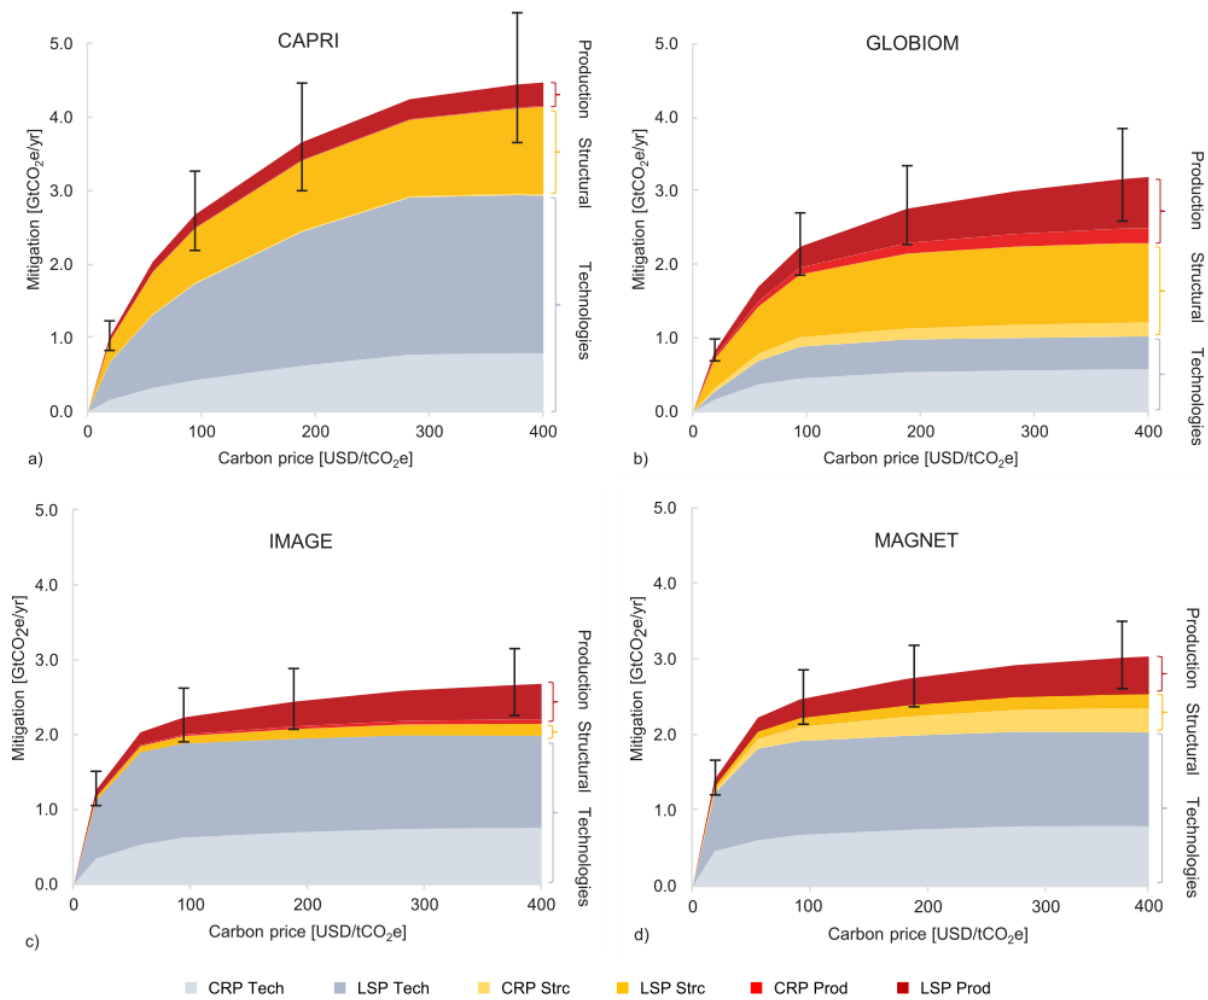 CAPRI
5.0
4.0
3.0
2.0
1.0
0.0
Mitigation [GtCO₂e/yr]
0 100 200 300 400
Carbon price [USD/tCO₂e]
a)
Production
Structural
Technologies
GLOBIOM
5.0
4.0
3.0
2.0
1.0
0.0
Mitigation [GtCO₂e/yr]
0 100 200 300 400
Carbon price [USD/tCO₂e]
b)
Production
Structural
Technologies
IMAGE
5.0
4.0
3.0
2.0
1.0
0.0
Mitigation [GtCO2e/yr]
0 100 200 300 400
Carbon price [USD/tCO₂e]
c)
Production
Structural
Technologies
MAGNET
5.0
4.0
3.0
2.0
1.0
0.0
Mitigation [GtCO2e/yr]
0 100 200 300 400
Carbon price [USD/tCO₂e]
d)
Production
Structural
Technologies
CRP Tech LSP Tech CRP Strc LSP Strc CRP Prod LSP Prod